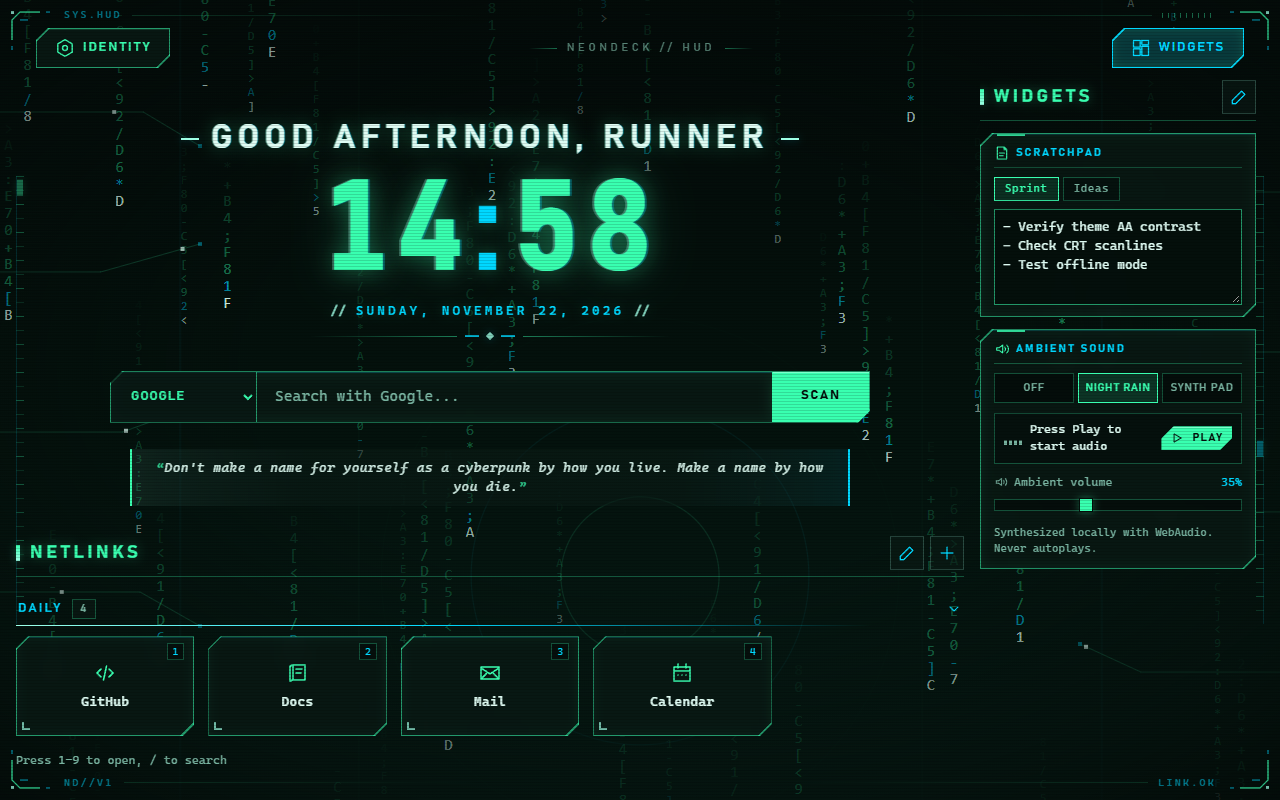 SYS.HUD
IDENTITY
NEONDECK // HUD
WIDGETS
GOOD AFTERNOON, RUNNER
14:58
// SUNDAY, NOVEMBER 22, 2026 //
GOOGLE
Search with Google...
SCAN
“Don't make a name for yourself as a cyberpunk by how you live. Make a name by how
you die.”
NETLINKS
DAILY 4
1
GitHub
2
Docs
3
Mail
4
Calendar
Press 1–9 to open, / to search
ND//V1
WIDGETS
SCRATCHPAD
Sprint
Ideas
– Verify theme AA contrast
– Check CRT scanlines
– Test offline mode
AMBIENT SOUND
OFF
NIGHT RAIN
SYNTH PAD
Press Play to
start audio
PLAY
Ambient volume 35%
Synthesized locally with WebAudio.
Never autoplays.
LINK.OK